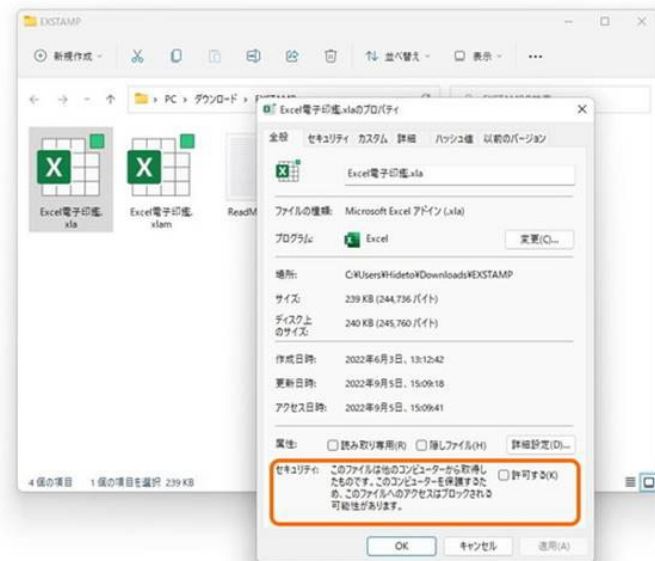 EXSTAMP
新規作成
並べ替え
表示
PC > ダウンロード >
Excel電子印鑑.xla
Excel電子印鑑.xlam
ReadM
4 個の項目 1 個の項目を選択 239 KB
Excel電子印鑑.xlaのプロパティ
全般 セキュリティ カスタム 詳細 ハッシュ値 以前のバージョン
Excel電子印鑑.xla
ファイルの種類: Microsoft Excel アドイン (.xla)
プログラム: Excel 変更(C)...
場所: C:¥Users¥Hideto¥Downloads¥EXSTAMP
サイズ: 239 KB (244,736 バイト)
ディスク上
のサイズ: 240 KB (245,760 バイト)
作成日時: 2022年6月3日、13:12:42
更新日時: 2022年9月5日、15:09:18
アクセス日時: 2022年9月5日、15:09:41
属性: 読み取り専用(R) 隠しファイル(H) 詳細設定(D)...
セキュリティ: このファイルは他のコンピューターから取得し
たものです。このコンピューターを保護するた
め、このファイルへのアクセスはブロックされる
可能性があります。
許可する(K)
OK キャンセル 適用(A)